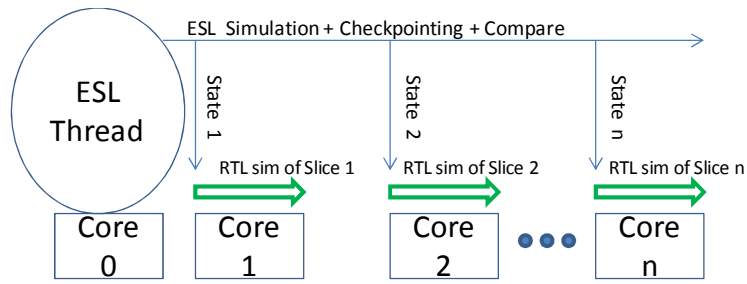 ESL Simulation + Checkpointing + Compare
ESL
Thread
State 1
State 2
State n
RTL sim of Slice 1
RTL sim of Slice 2
RTL sim of Slice n
Core
0
Core
1
Core
2
Core
n